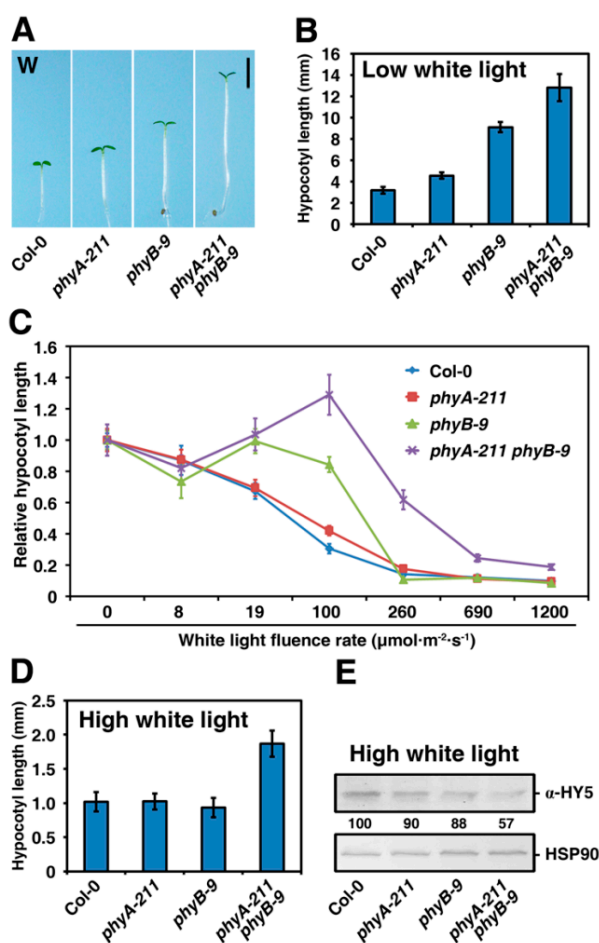 A
W
Col-0
phyA-211
phyB-9
phyA-211
phyB-9
B
Low white light
Hypocotyl length (mm)
16
14
12
10
8
6
4
2
0
Col-0
phyA-211
phyB-9
phyA-211
phyB-9
C
Relative hypocotyl length
1.6
1.4
1.2
1.0
0.8
0.6
0.4
0.2
0
Col-0
phyA-211
phyB-9
phyA-211 phyB-9
0 8 19 100 260 690 1200
White light fluence rate (μmol·m⁻²·s⁻¹)
D
High white light
Hypocotyl length (mm)
2.5
2.0
1.5
1.0
0.5
0.0
Col-0
phyA-211
phyB-9
phyA-211
phyB-9
E
High white light
α-HY5
100 90 88 57
HSP90
Col-0
phyA-211
phyB-9
phyA-211
phyB-9